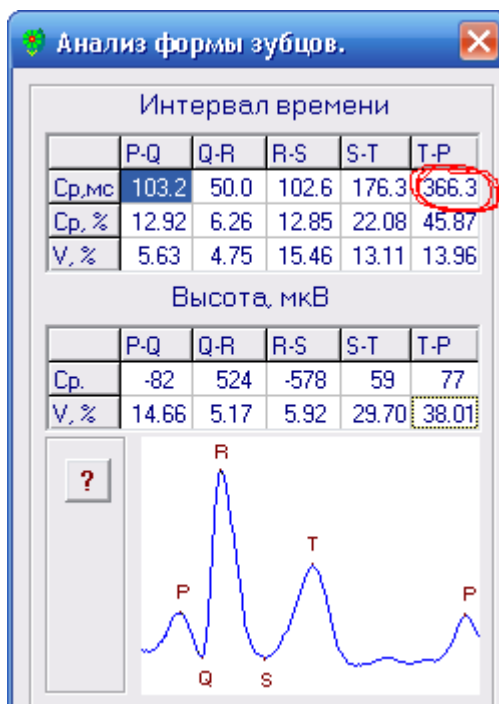 Анализ формы зубцов.
Интервал времени
P-Q Q-R R-S S-T T-P
Ср,мс 103.2 50.0 102.6 176.3 366.3
Ср, % 12.92 6.26 12.85 22.08 45.87
V, % 5.63 4.75 15.46 13.11 13.96
Высота, мкВ
P-Q Q-R R-S S-T T-P
Ср. -82 524 -578 59 77
V, % 14.66 5.17 5.92 29.70 38.01
?
R
T
P P
Q S